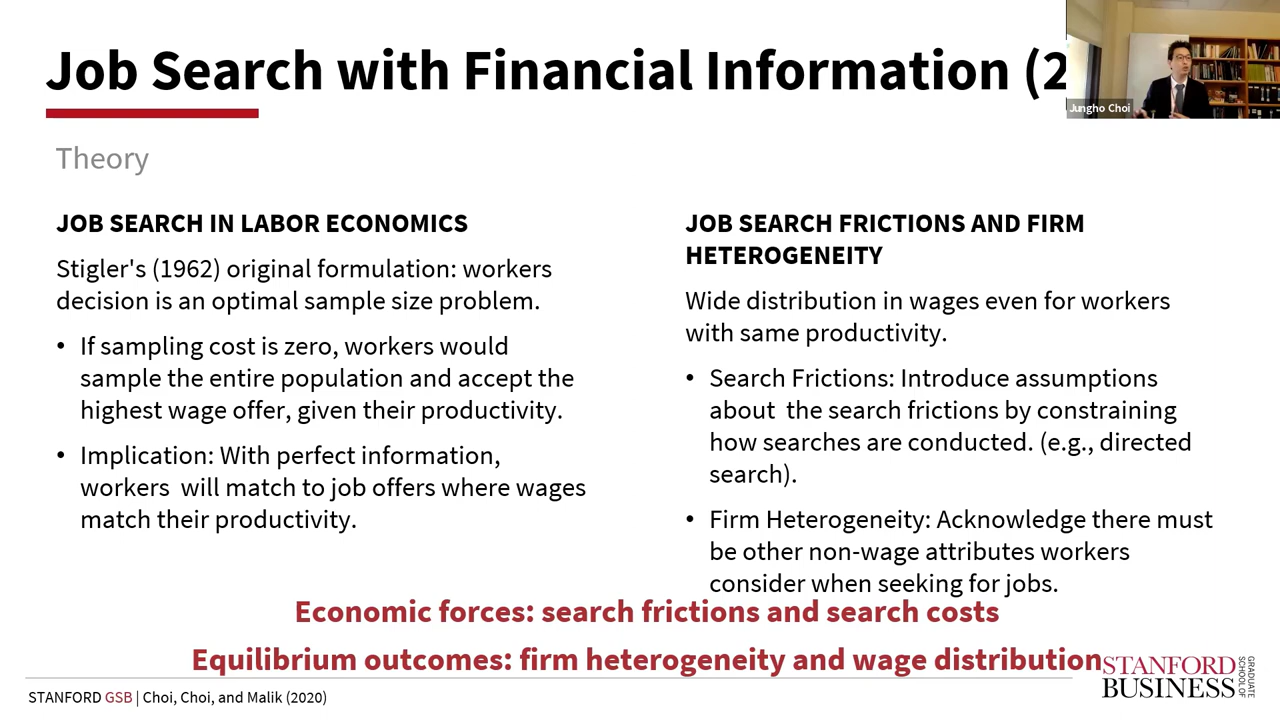 Job Search with Financial Information (2
Jungho Choi
Theory
JOB SEARCH IN LABOR ECONOMICS
Stigler's (1962) original formulation: workers
decision is an optimal sample size problem.
• If sampling cost is zero, workers would
sample the entire population and accept the
highest wage offer, given their productivity.
• Implication: With perfect information,
workers will match to job offers where wages
match their productivity.
JOB SEARCH FRICTIONS AND FIRM
HETEROGENEITY
Wide distribution in wages even for workers
with same productivity.
• Search Frictions: Introduce assumptions
about the search frictions by constraining
how searches are conducted. (e.g., directed
search).
• Firm Heterogeneity: Acknowledge there must
be other non-wage attributes workers
consider when seeking for jobs.
Economic forces: search frictions and search costs
Equilibrium outcomes: firm heterogeneity and wage distribution
STANFORD GSB | Choi, Choi, and Malik (2020)
STANFORD
BUSINESS
GRADUATE
SCHOOL OF